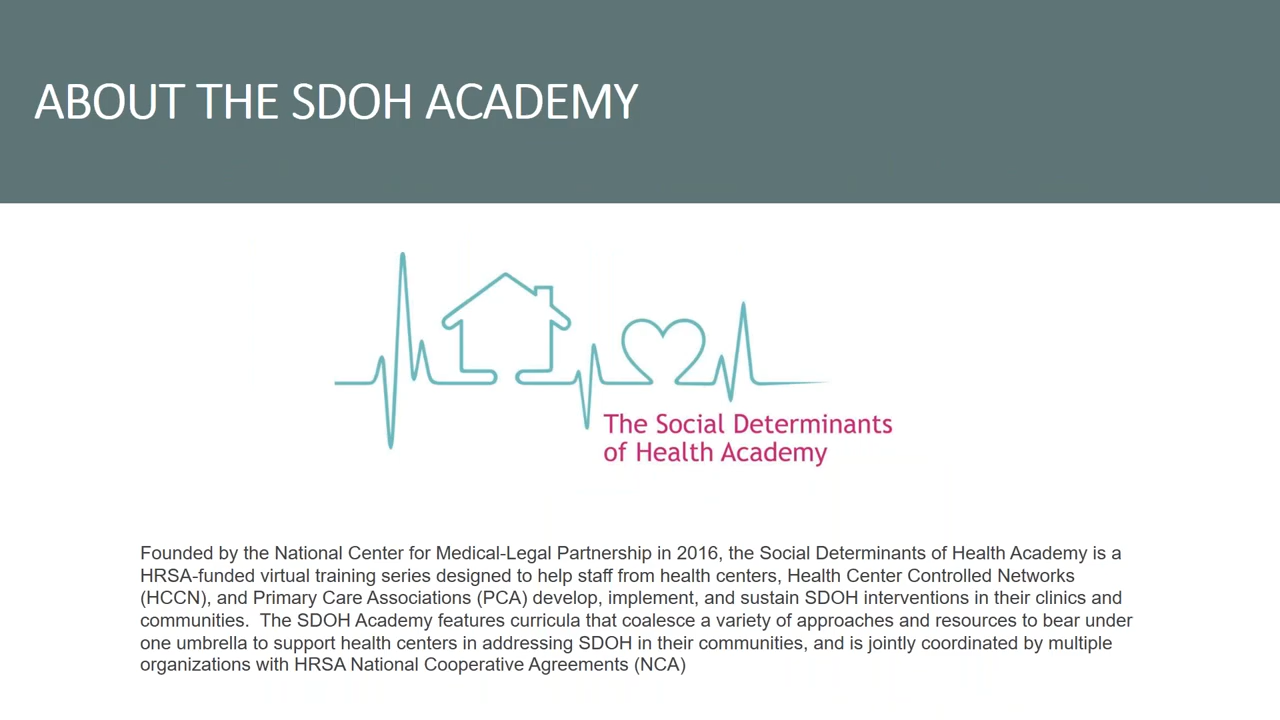 ABOUT THE SDOH ACADEMY
The Social Determinants
of Health Academy
Founded by the National Center for Medical-Legal Partnership in 2016, the Social Determinants of Health Academy is a
HRSA-funded virtual training series designed to help staff from health centers, Health Center Controlled Networks
(HCCN), and Primary Care Associations (PCA) develop, implement, and sustain SDOH interventions in their clinics and
communities.  The SDOH Academy features curricula that coalesce a variety of approaches and resources to bear under
one umbrella to support health centers in addressing SDOH in their communities, and is jointly coordinated by multiple
organizations with HRSA National Cooperative Agreements (NCA)